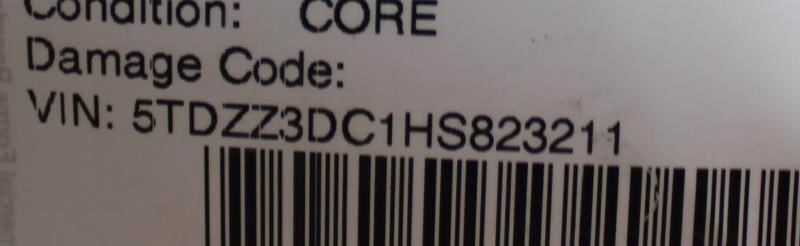 Condition: CORE
Damage Code:
VIN: 5TDZZ3DC1HS823211